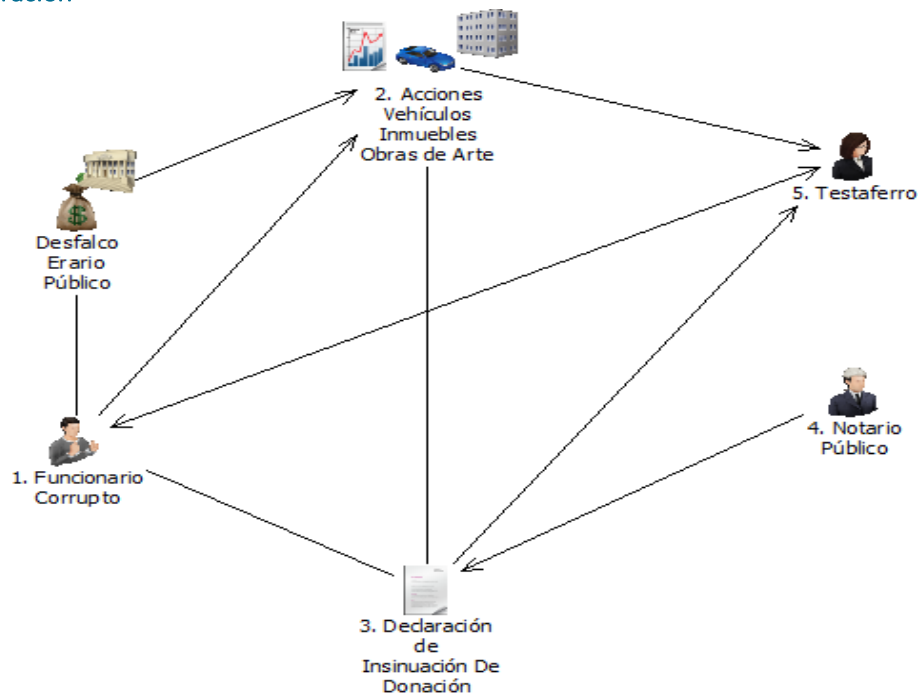 2. Acciones
Vehículos
Inmuebles
Obras de Arte
5. Testaferro
Desfalco
Erario
Público
4. Notario
Público
1. Funcionario
Corrupto
3. Declaración
de
Insinuación De
Donación